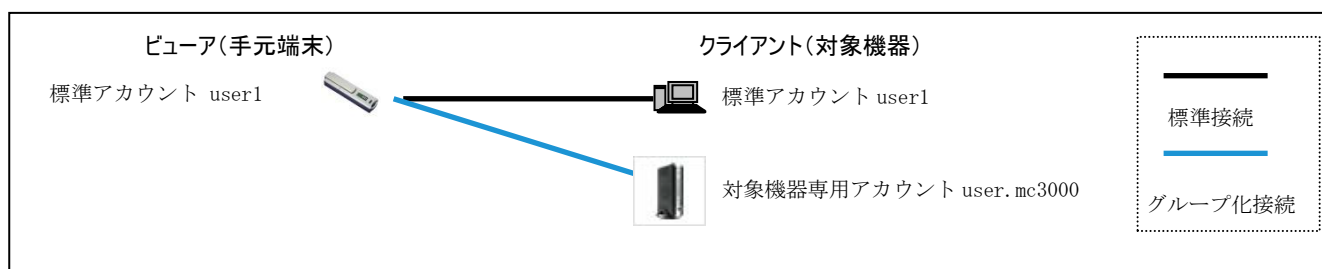 ビューア(手元端末)
クライアント(対象機器)
標準アカウント user1
標準アカウント user1
対象機器専用アカウント user.mc3000
標準接続
グループ化接続